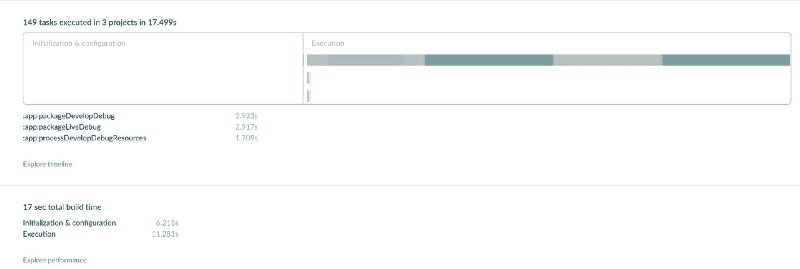 149 tasks executed in 3 projects in 17.499s
Initialization & configuration
Execution
:app:packageDevelopDebug 2.923s
:app:packageLiveDebug 2.917s
:app:processDevelopDebugResources 1.709s
Explore timeline
17 sec total build time
Initialization & configuration 6.218s
Execution 11.281s
Explore performance